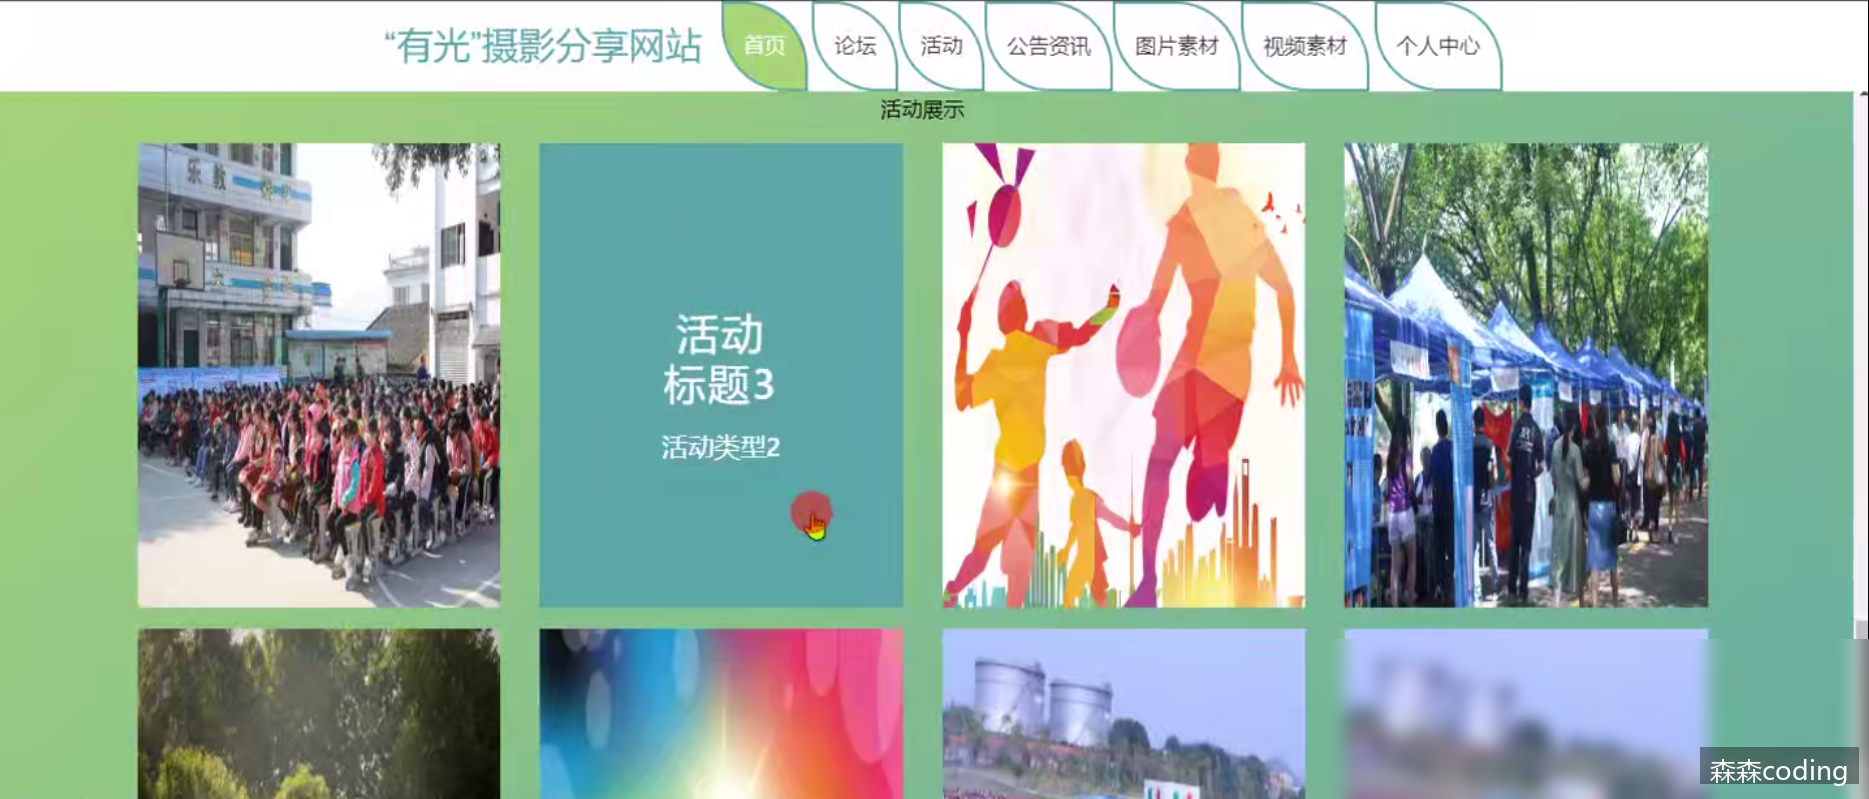 “有光”摄影分享网站
首页
论坛
活动
公告资讯
图片素材
视频素材
个人中心
活动展示
乐教
活动
标题3
活动类型2
森森coding